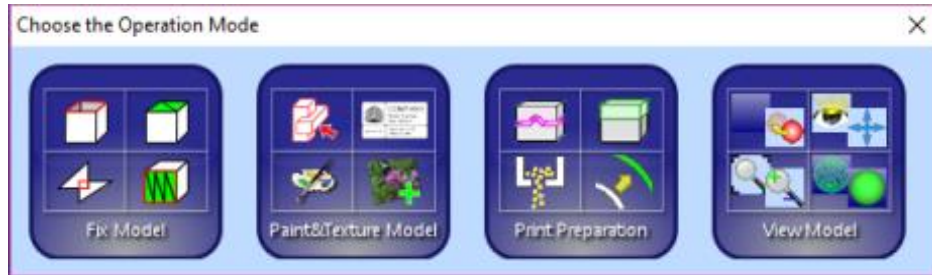 Choose the Operation Mode
Fix Model
Paint&Texture Model
Print Preparation
View Model